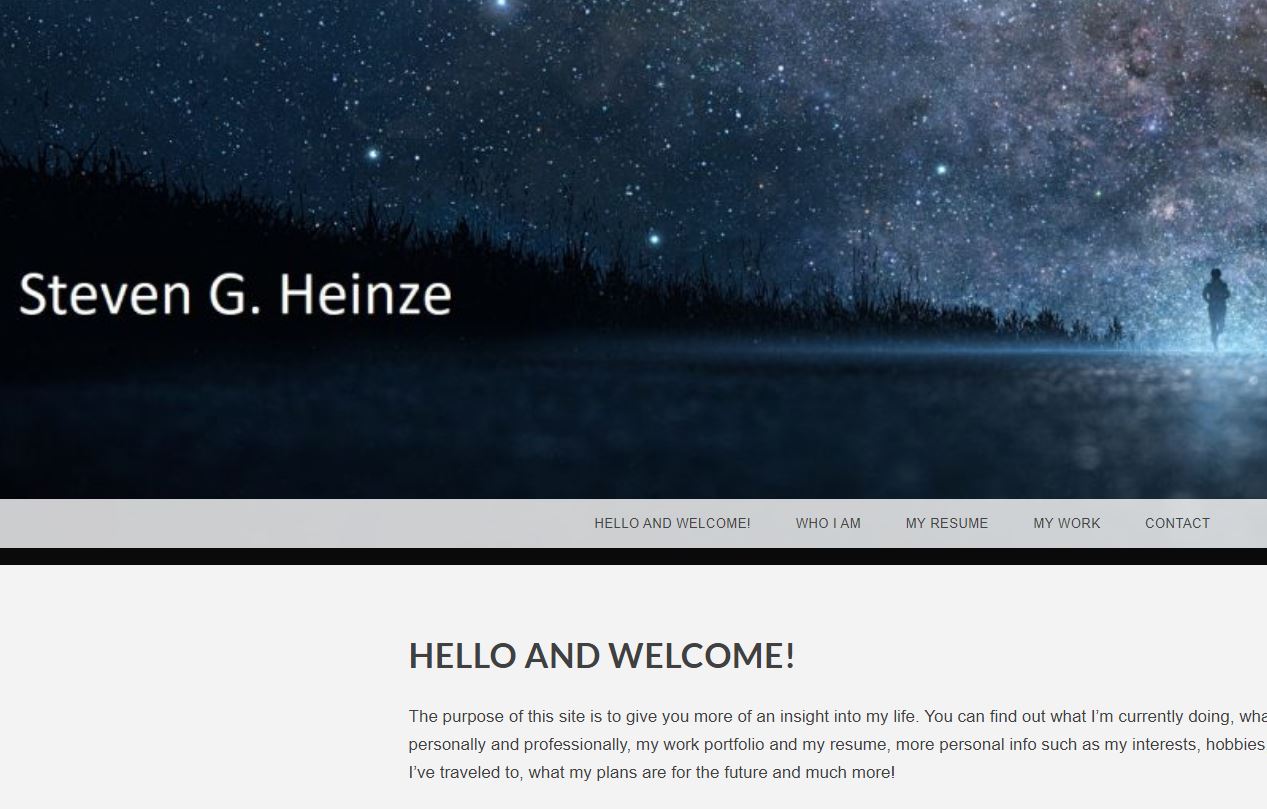 Steven G. Heinze
HELLO AND WELCOME! WHO I AM MY RESUME MY WORK CONTACT
HELLO AND WELCOME!
The purpose of this site is to give you more of an insight into my life. You can find out what I’m currently doing,
personally and professionally, my work portfolio and my resume, more personal info such as my interests, hobbies
I’ve traveled to, what my plans are for the future and much more!